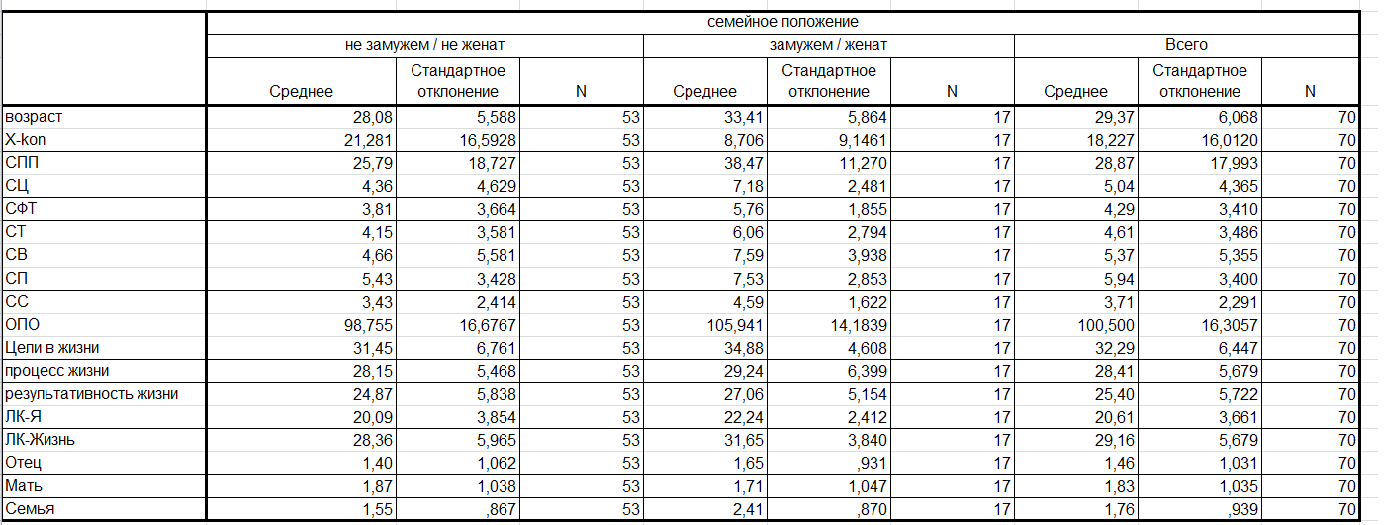 семейное положение
не замужем / не женат замужем / женат Всего
Среднее Стандартное отклонение N Среднее Стандартное отклонение N Среднее Стандартное отклонение N
возраст 28,08 5,588 53 33,41 5,864 17 29,37 6,068 70
X-kon 21,281 16,5928 53 8,706 9,1461 17 18,227 16,0120 70
СПП 25,79 18,727 53 38,47 11,270 17 28,87 17,993 70
СЦ 4,36 4,629 53 7,18 2,481 17 5,04 4,365 70
СФТ 3,81 3,664 53 5,76 1,855 17 4,29 3,410 70
СТ 4,15 3,581 53 6,06 2,794 17 4,61 3,486 70
СВ 4,66 5,581 53 7,59 3,938 17 5,37 5,355 70
СП 5,43 3,428 53 7,53 2,853 17 5,94 3,400 70
СС 3,43 2,414 53 4,59 1,622 17 3,71 2,291 70
ОПО 98,755 16,6767 53 105,941 14,1839 17 100,500 16,3057 70
Цели в жизни 31,45 6,761 53 34,88 4,608 17 32,29 6,447 70
процесс жизни 28,15 5,468 53 29,24 6,399 17 28,41 5,679 70
результативность жизни 24,87 5,838 53 27,06 5,154 17 25,40 5,722 70
ЛК-Я 20,09 3,854 53 22,24 2,412 17 20,61 3,661 70
ЛК-Жизнь 28,36 5,965 53 31,65 3,840 17 29,16 5,679 70
Отец 1,40 1,062 53 1,65 ,931 17 1,46 1,031 70
Мать 1,87 1,038 53 1,71 1,047 17 1,83 1,035 70
Семья 1,55 ,867 53 2,41 ,870 17 1,76 ,939 70